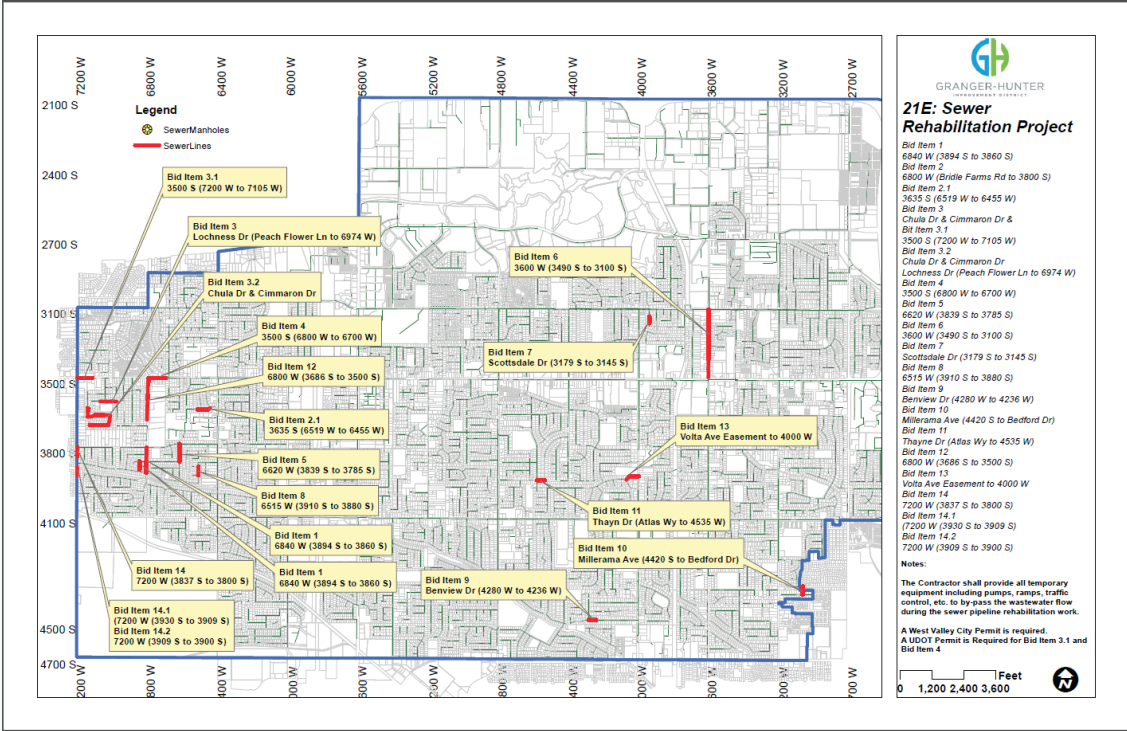 7200 W
6800 W
6400 W
6000 W
5600 W
5200 W
4800 W
4400 W
4000 W
3600 W
3200 W
2700 W
2100 S
2400 S
2700 S
3100 S
3500 S
3800 S
4100 S
4500 S
4700 S
Legend
SewerManholes
SewerLines
Bid Item 3.1
3500 S (7200 W to 7105 W)
Bid Item 3
Lochness Dr (Peach Flower Ln to 6974 W)
Bid Item 3.2
Chula Dr & Cimmaron Dr
Bid Item 4
3500 S (6800 W to 6700 W)
Bid Item 12
6800 W (3686 S to 3500 S)
Bid Item 2.1
3635 S (6519 W to 6455 W)
Bid Item 5
6620 W (3839 S to 3785 S)
Bid Item 8
6515 W (3910 S to 3880 S)
Bid Item 1
6840 W (3894 S to 3860 S)
Bid Item 1
6840 W (3894 S to 3860 S)
Bid Item 14
7200 W (3837 S to 3800 S)
Bid Item 14.1
(7200 W (3930 S to 3909 S)
Bid Item 14.2
7200 W (3909 S to 3900 S)
Bid Item 6
3600 W (3490 S to 3100 S)
Bid Item 7
Scottsdale Dr (3179 S to 3145 S)
Bid Item 13
Volta Ave Easement to 4000 W
Bid Item 11
Thayn Dr (Atlas Wy to 4535 W)
Bid Item 10
Millerama Ave (4420 S to Bedford Dr)
Bid Item 9
Benview Dr (4280 W to 4236 W)
200 W
800 W
400 W
000 W
600 W
200 W
800 W
400 W
000 W
600 W
200 W
700 W
GH
GRANGER-HUNTER
IMPROVEMENT DISTRICT
21E: Sewer
Rehabilitation Project
Bid Item 1
6840 W (3894 S to 3860 S)
Bid Item 2
6800 W (Bridle Farms Rd to 3800 S)
Bid Item 2.1
3635 S (6519 W to 6455 W)
Bid Item 3
Chula Dr & Cimmaron Dr &
Bit Item 3.1
3500 S (7200 W to 7105 W)
Bid Item 3.2
Chula Dr & Cimmaron Dr
Lochness Dr (Peach Flower Ln to 6974 W)
Bid Item 4
3500 S (6800 W to 6700 W)
Bid Item 5
6620 W (3839 S to 3785 S)
Bid Item 6
3600 W (3490 S to 3100 S)
Bid Item 7
Scottsdale Dr (3179 S to 3145 S)
Bid Item 8
6515 W (3910 S to 3880 S)
Bid Item 9
Benview Dr (4280 W to 4236 W)
Bid Item 10
Millerama Ave (4420 S to Bedford Dr)
Bid Item 11
Thayne Dr (Atlas Wy to 4535 W)
Bid Item 12
6800 W (3686 S to 3500 S)
Bid Item 13
Volta Ave Easement to 4000 W
Bid Item 14
7200 W (3837 S to 3800 S)
Bid Item 14.1
(7200 W (3930 S to 3909 S)
Bid Item 14.2
7200 W (3909 S to 3900 S)
Notes:
The Contractor shall provide all temporary
equipment including pumps, ramps, traffic
control, etc. to by-pass the wastewater flow
during the sewer pipeline rehabilitation work.
A West Valley City Permit is required.
A UDOT Permit is Required for Bid Item 3.1 and
Bid Item 4
Feet
0 1,200 2,400 3,600
N